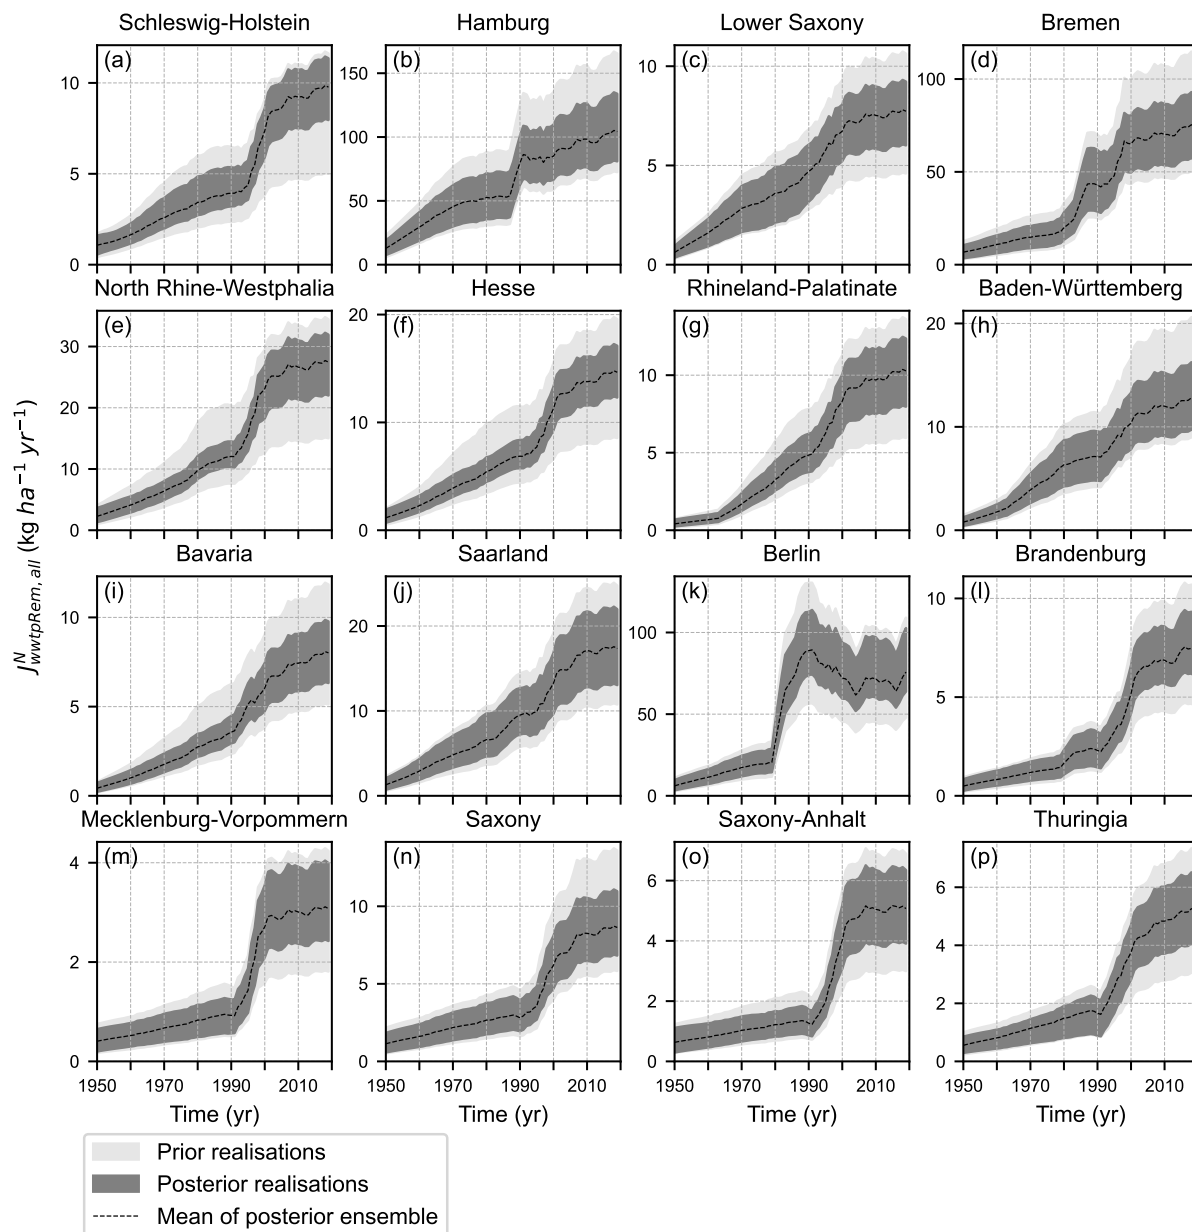 Schleswig-Holstein Hamburg Lower Saxony Bremen
(a) (b) (c) (d)
10 150 10 100
5 100 5 50
50
0 0 0 0
North Rhine-Westphalia Hesse Rhineland-Palatinate Baden-Württemberg
(e) (f) (g) (h)
30 20 10 20
20 10 5 10
10
0 0 0 0
J^N_wwtpRem, all (kg ha⁻¹ yr⁻¹)
Bavaria Saarland Berlin Brandenburg
(i) (j) (k) (l)
10 20 100 10
5 10 50 5
0 0 0 0
Mecklenburg-Vorpommern Saxony Saxony-Anhalt Thuringia
(m) (n) (o) (p)
4 10 6 6
2 5 4 4
2 2
0 0 0 0
1950 1970 1990 2010 1950 1970 1990 2010 1950 1970 1990 2010 1950 1970 1990 2010
Time (yr) Time (yr) Time (yr) Time (yr)
Prior realisations
Posterior realisations
Mean of posterior ensemble